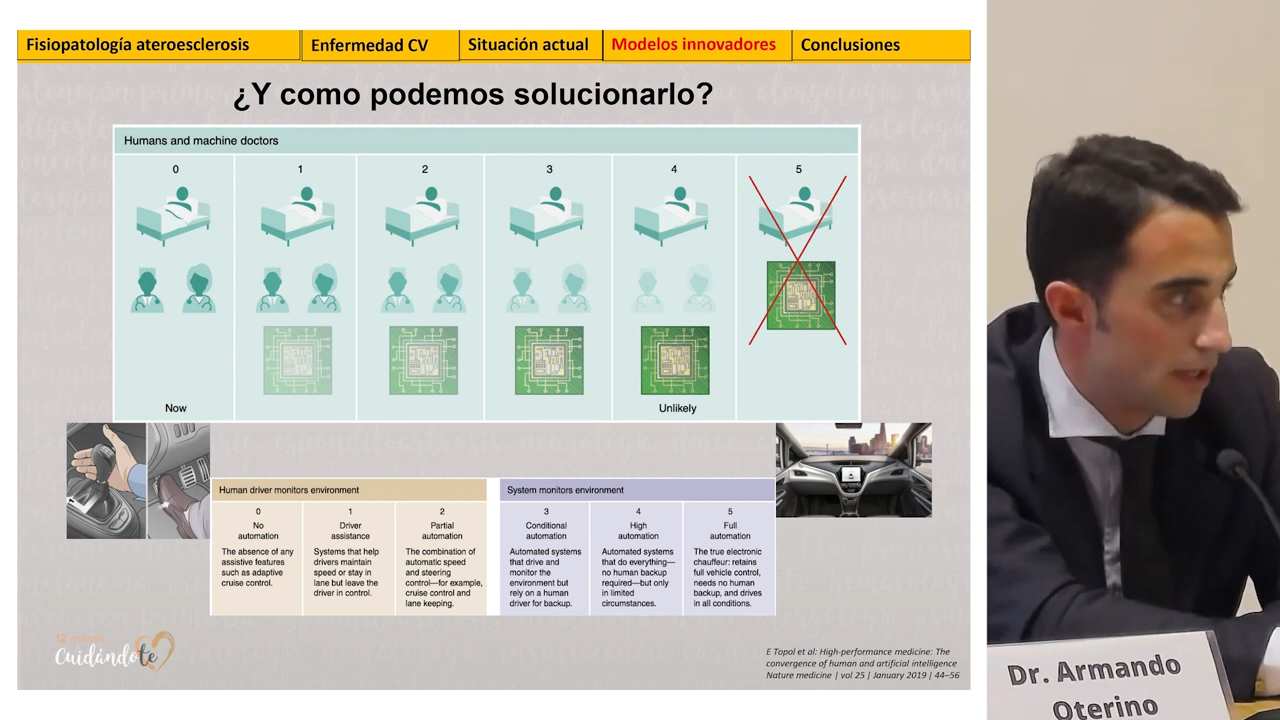 Fisiopatología ateroesclerosis
Enfermedad CV
Situación actual
Modelos innovadores
Conclusiones
¿Y como podemos solucionarlo?
Humans and machine doctors
0
1
2
3
4
5
Now
Unlikely
Human driver monitors environment
0
No
automation
The absence of any
assistive features
such as adaptive
cruise control.
1
Driver
assistance
Systems that help
drivers maintain
speed or stay in
lane but leave the
driver in control.
2
Partial
automation
The combination of
automatic speed
and steering
control—for example,
cruise control and
lane keeping.
System monitors environment
3
Conditional
automation
Automated systems
that drive and
monitor the
environment but
rely on a human
driver for backup.
4
High
automation
Automated systems
that do everything—
no human backup
required—but only
in limited
circumstances.
5
Full
automation
The true electronic
chauffeur: retains
full vehicle control,
needs no human
backup, and drives
in all conditions.
12 meses
Cuidándote
E Topol et al: High-performance medicine: The
convergence of human and artificial intelligence
Nature medicine | vol 25 | January 2019 | 44–56
Dr. Armando
Oterino